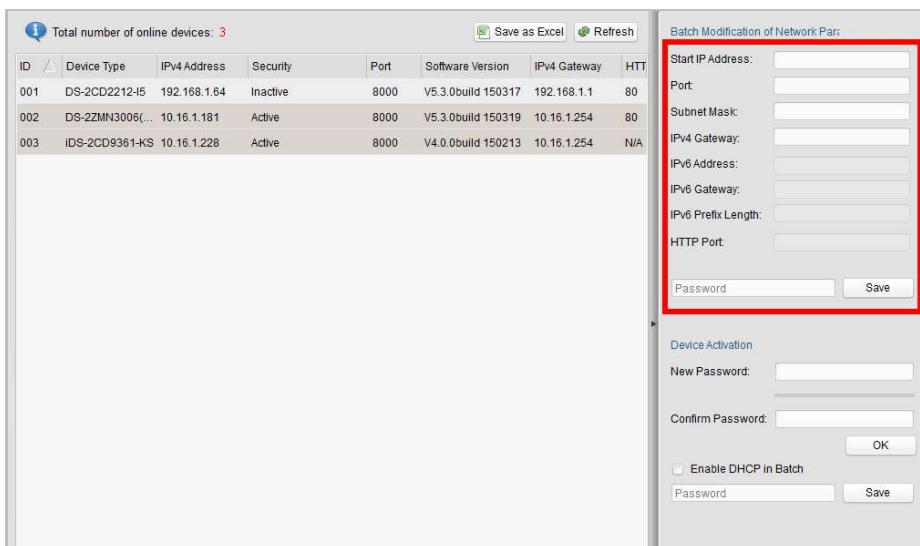 Total number of online devices: 3
Save as Excel
Refresh
ID Device Type IPv4 Address Security Port Software Version IPv4 Gateway HTT
001 DS-2CD2212-I5 192.168.1.64 Inactive 8000 V5.3.0build 150317 192.168.1.1 80
002 DS-2ZMN3006(... 10.16.1.181 Active 8000 V5.3.0build 150319 10.16.1.254 80
003 iDS-2CD9361-KS 10.16.1.228 Active 8000 V4.0.0build 150213 10.16.1.254 N/A
Batch Modification of Network Para
Start IP Address:
Port:
Subnet Mask:
IPv4 Gateway:
IPv6 Address:
IPv6 Gateway:
IPv6 Prefix Length:
HTTP Port:
Password
Save
Device Activation
New Password:
Confirm Password:
OK
Enable DHCP in Batch
Password
Save